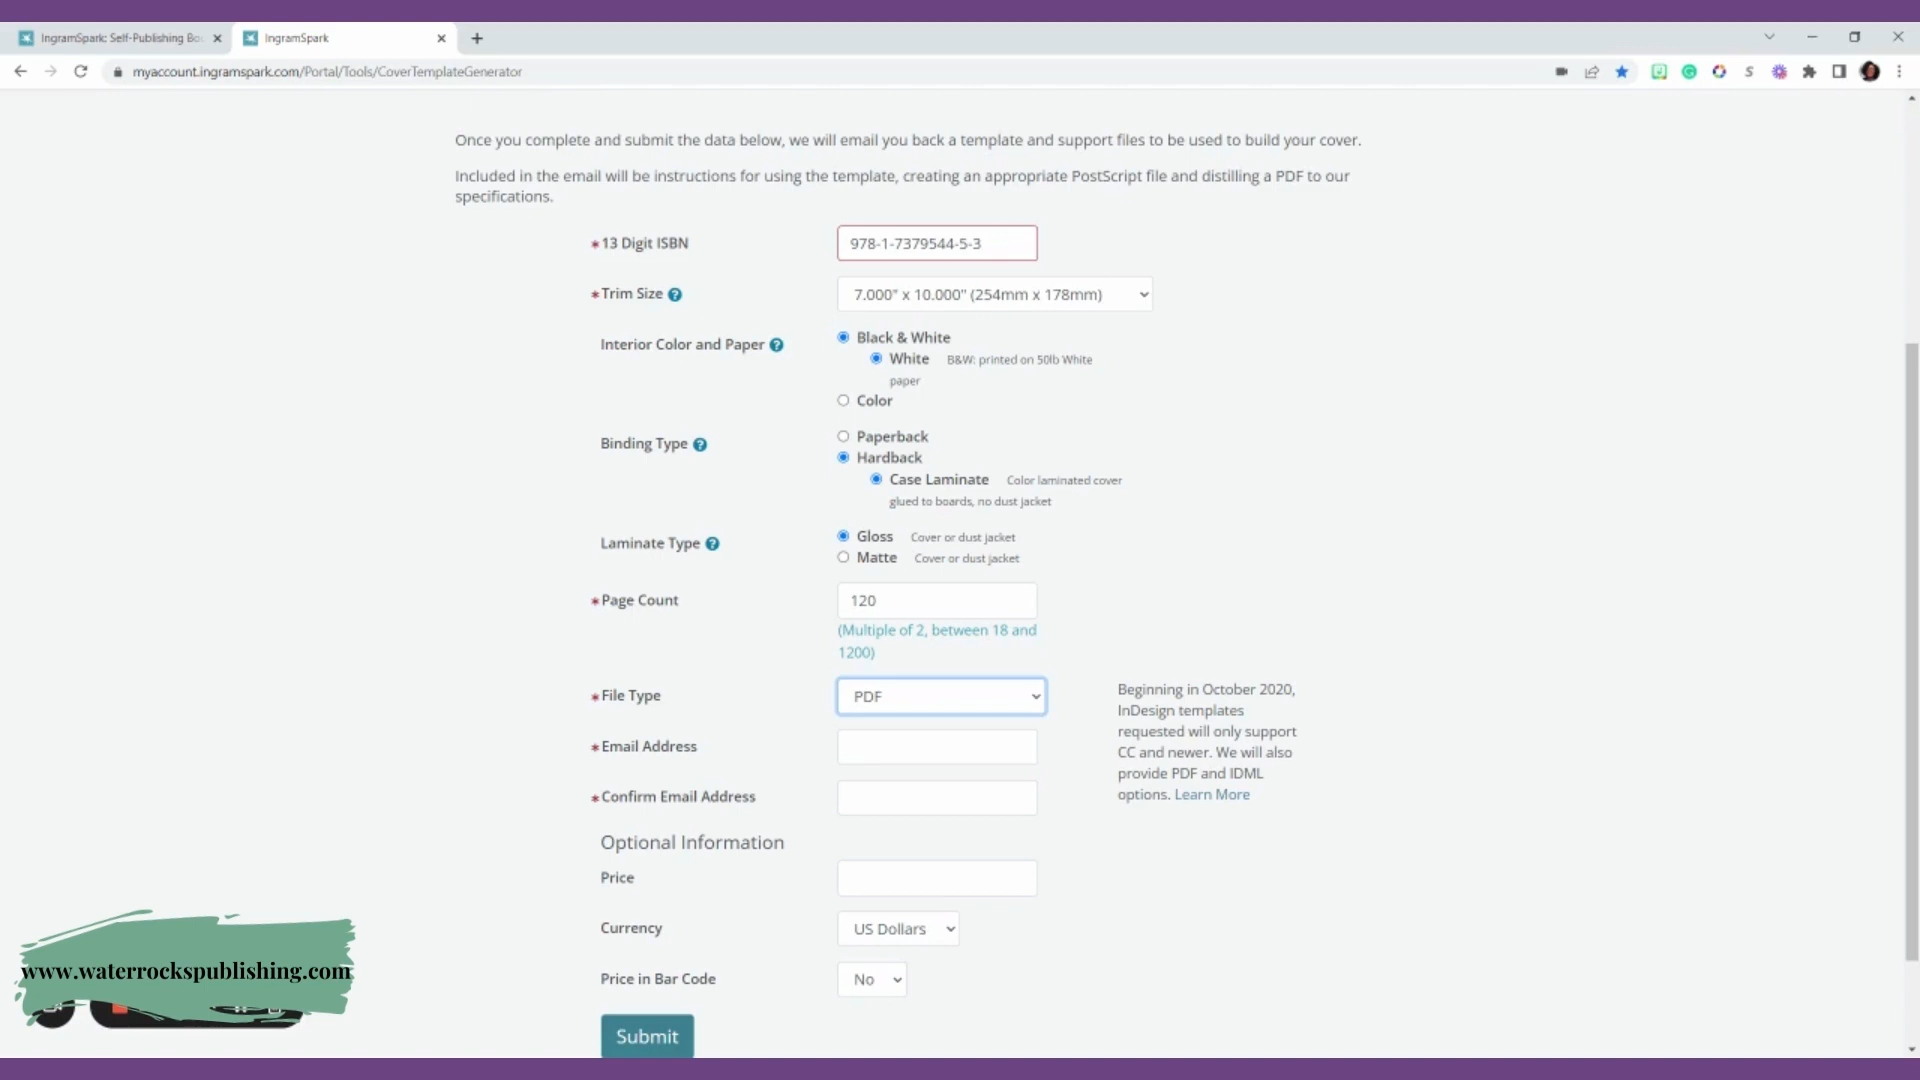 IngramSpark: Self-Publishing Bo
IngramSpark
myaccount.ingramspark.com/Portal/Tools/CoverTemplateGenerator
Once you complete and submit the data below, we will email you back a template and support files to be used to build your cover.
Included in the email will be instructions for using the template, creating an appropriate PostScript file and distilling a PDF to our
specifications.
*13 Digit ISBN 978-1-7379544-5-3
*Trim Size ? 7.000" x 10.000" (254mm x 178mm)
Interior Color and Paper ? Black & White
White B&W: printed on 50lb White
paper
Color
Binding Type ? Paperback
Hardback
Case Laminate Color laminated cover
glued to boards, no dust jacket
Laminate Type ? Gloss Cover or dust jacket
Matte Cover or dust jacket
*Page Count 120
(Multiple of 2, between 18 and
1200)
*File Type PDF
Beginning in October 2020,
InDesign templates
requested will only support
CC and newer. We will also
provide PDF and IDML
options. Learn More
*Email Address
*Confirm Email Address
Optional Information
Price
Currency US Dollars
Price in Bar Code No
Submit
www.waterrockspublishing.com